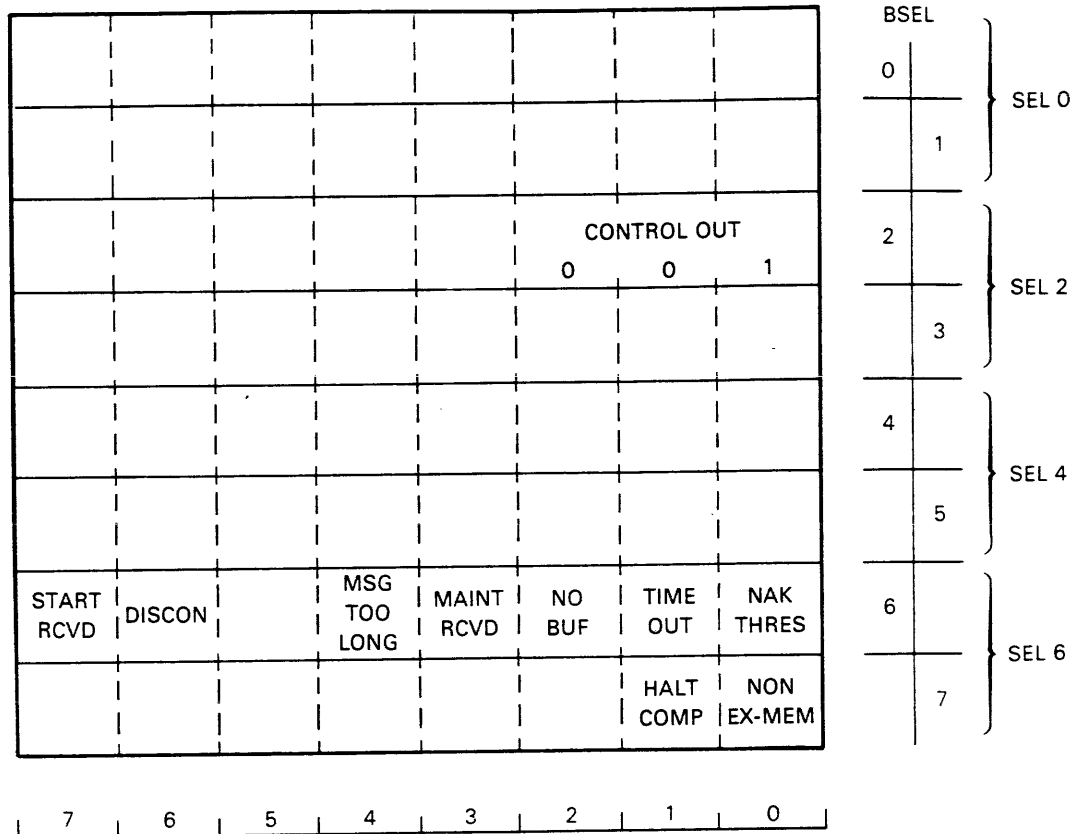 BSEL
0
SEL 0
1
CONTROL OUT
0 0 1
2
SEL 2
3
4
SEL 4
5
START RCVD
DISCON
MSG TOO LONG
MAINT RCVD
NO BUF
TIME OUT
NAK THRES
6
SEL 6
HALT COMP
NON EX-MEM
7
7 6 5 4 3 2 1 0